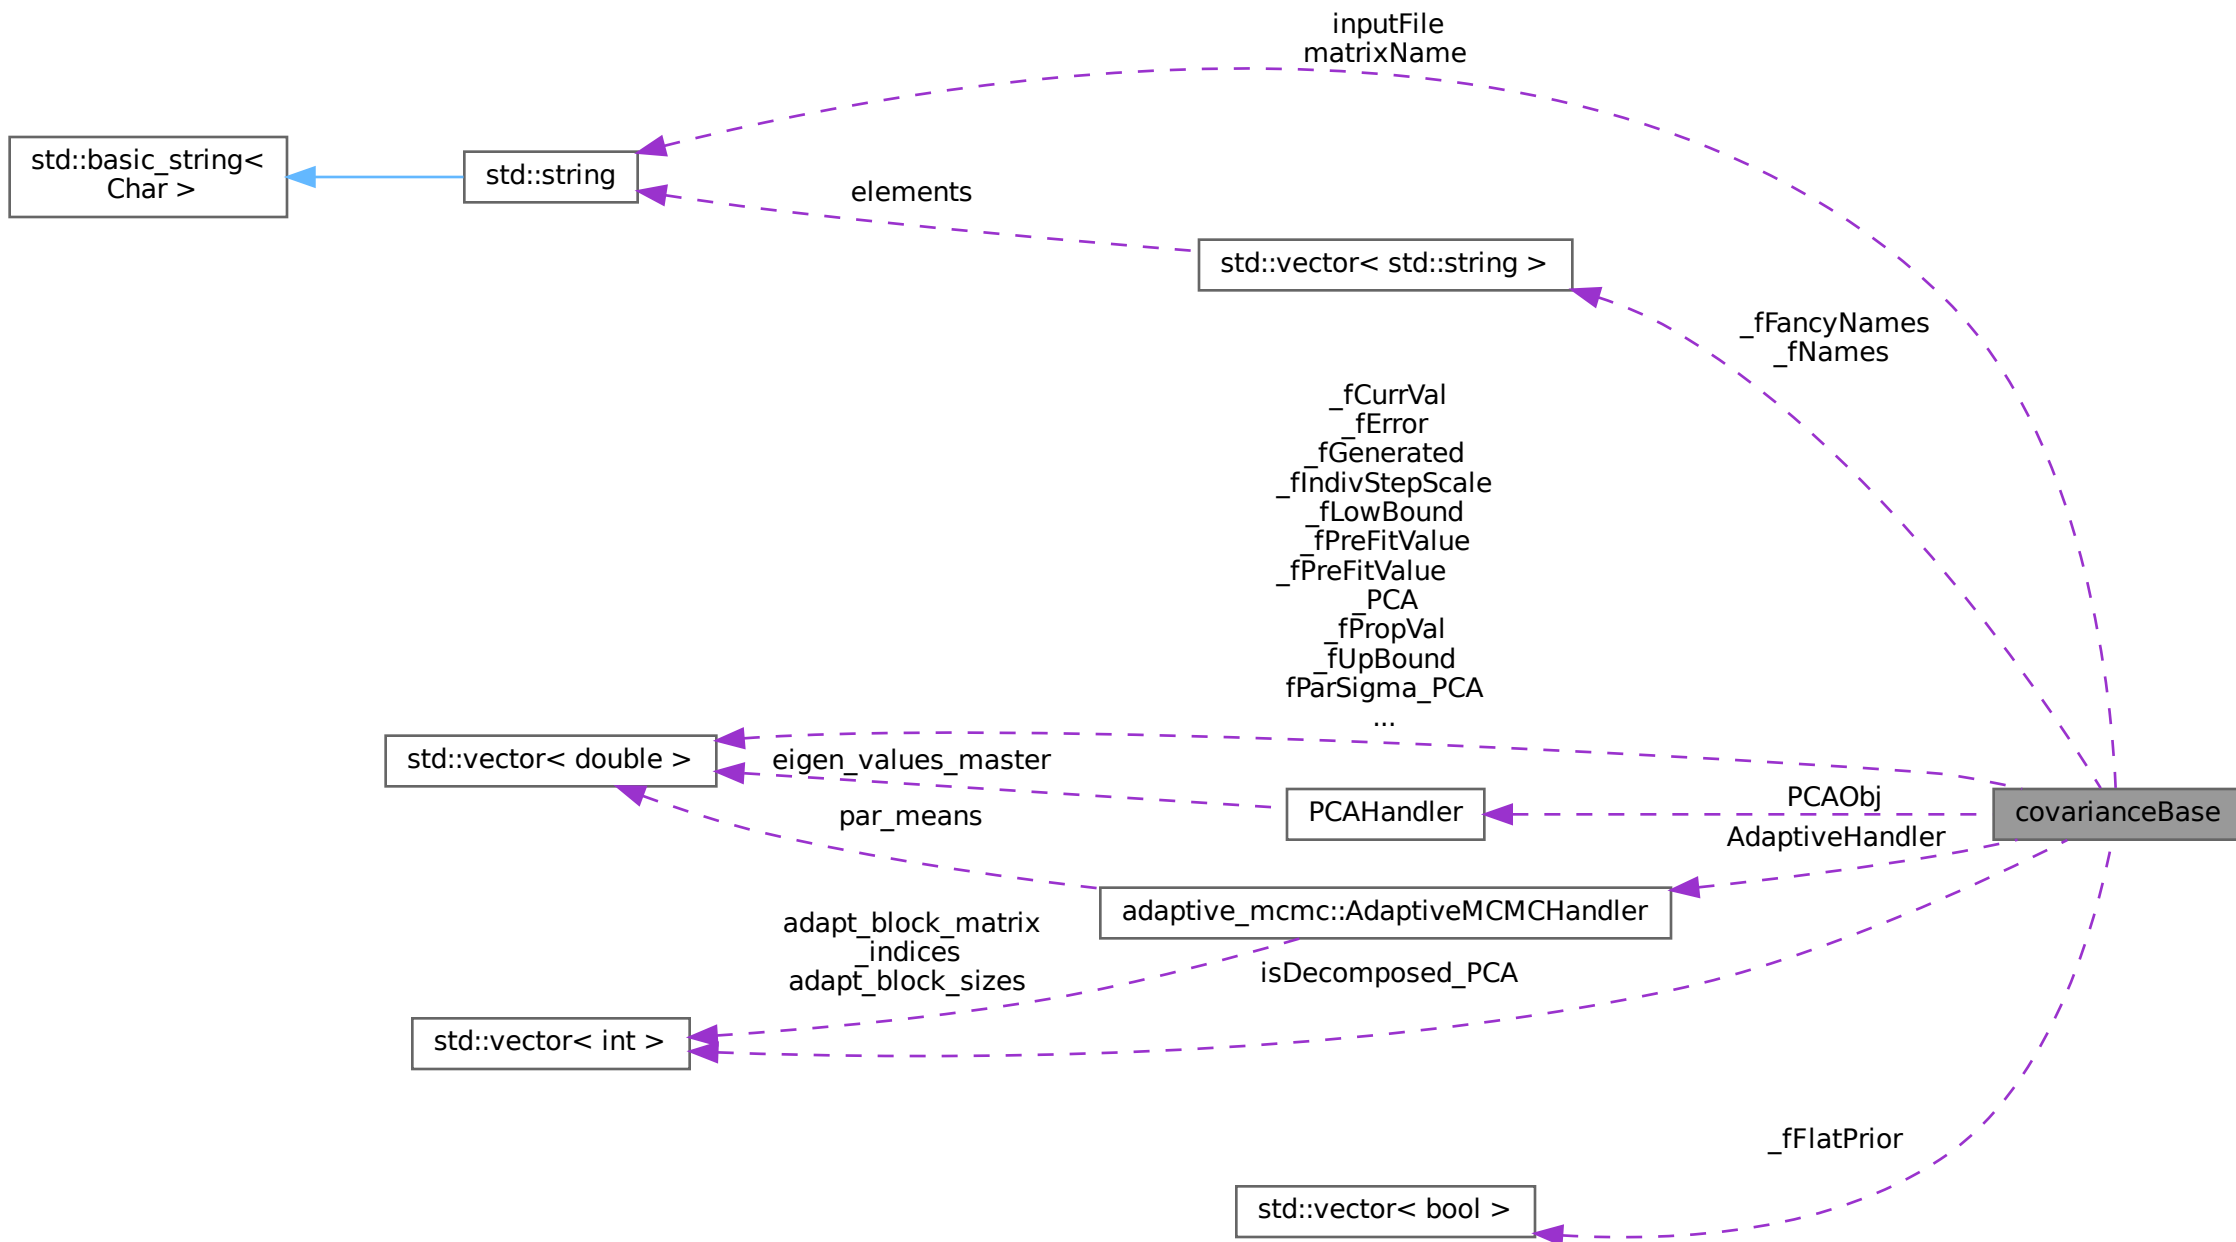 inputFile
matrixName
std::basic_string<
Char >
std::string
elements
std::vector< std::string >
_fFancyNames
_fNames
_fCurrVal
_fError
_fGenerated
_fIndivStepScale
_fLowBound
_fPreFitValue
_fPreFitValue
_PCA
_fPropVal
_fUpBound
fParSigma_PCA
...
std::vector< double >
eigen_values_master
par_means
PCAHandler
PCAObj
covarianceBase
AdaptiveHandler
adaptive_mcmc::AdaptiveMCMCHandler
adapt_block_matrix
_indices
adapt_block_sizes
isDecomposed_PCA
std::vector< int >
_fFlatPrior
std::vector< bool >